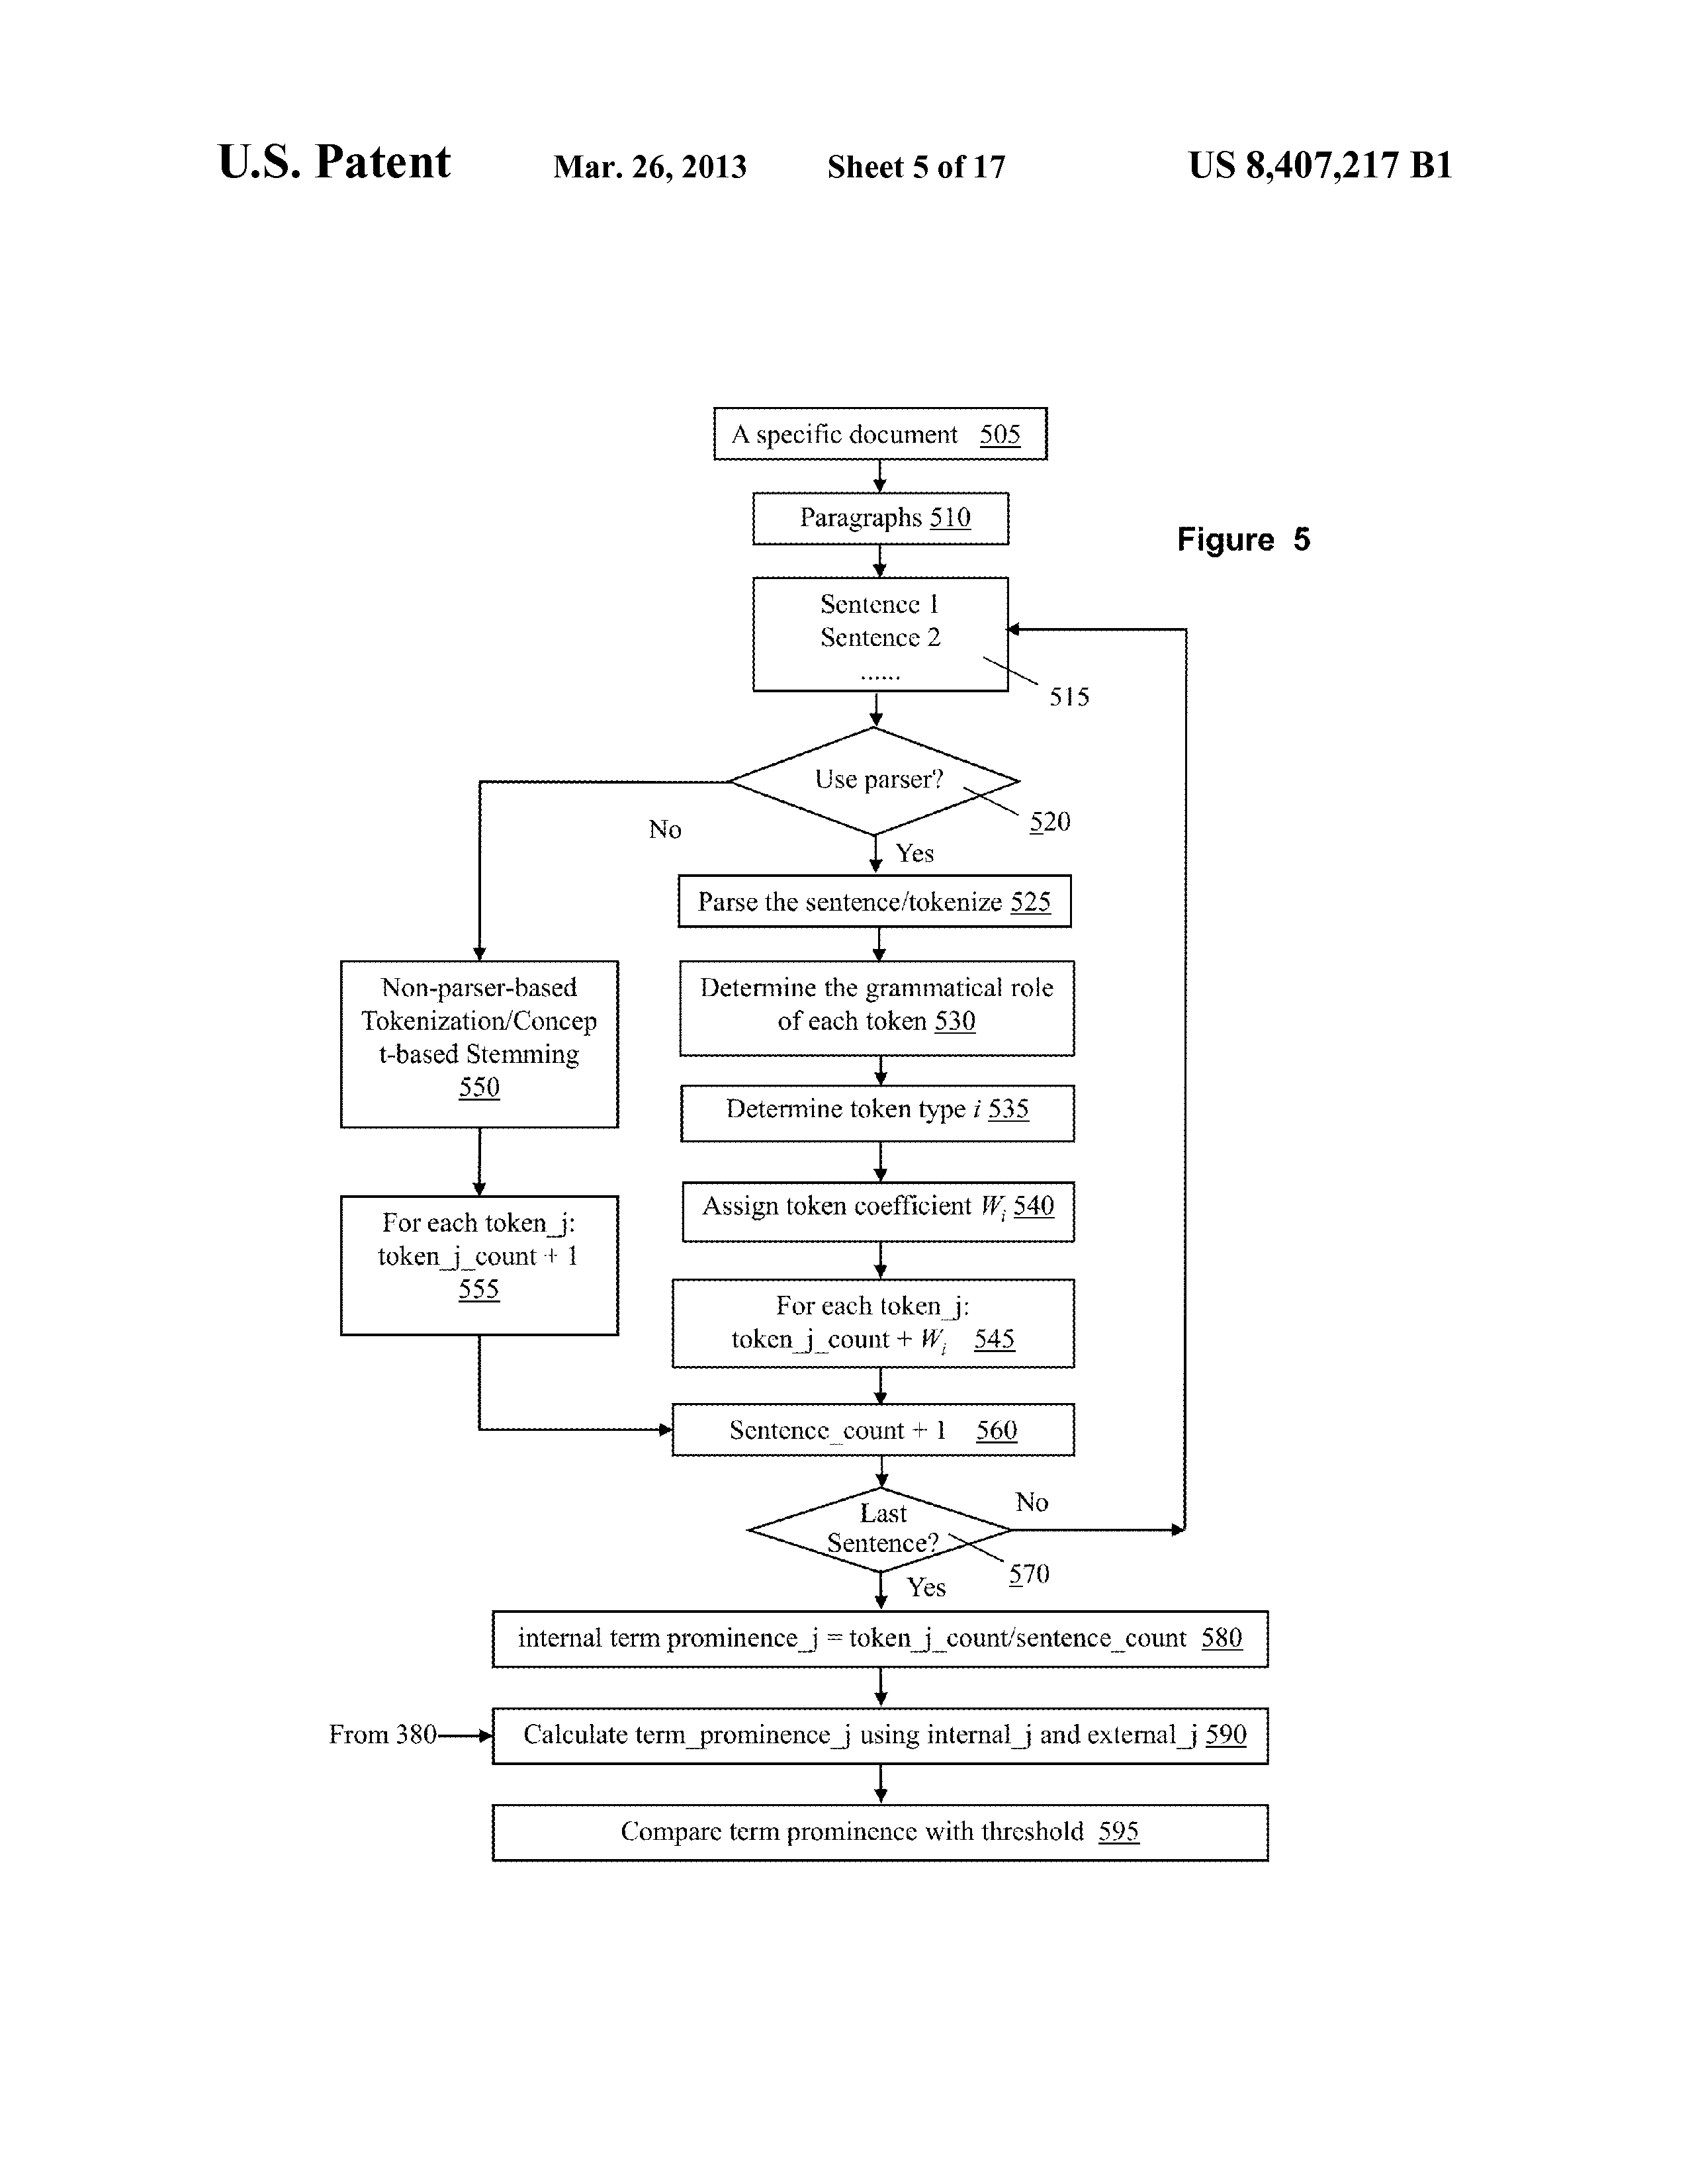 U.S. Patent Mar. 26, 2013 Sheet 5 of 17 US 8,407,217 B1
A specific document 505
Paragraphs 510
Figure 5
Sentence 1
Sentence 2
......
515
Use parser?
520
No
Yes
Parse the sentence/tokenize 525
Non-parser-based
Tokenization/Concep
t-based Stemming
550
Determine the grammatical role
of each token 530
Determine token type i 535
Assign token coefficient Wi 540
For each token_j:
token_j_count + 1
555
For each token_j:
token_j_count + Wi 545
Sentence_count + 1 560
Last
Sentence?
No
570
Yes
internal term prominence_j = token_j_count/sentence_count 580
From 380
Calculate term_prominence_j using internal_j and external_j 590
Compare term prominence with threshold 595